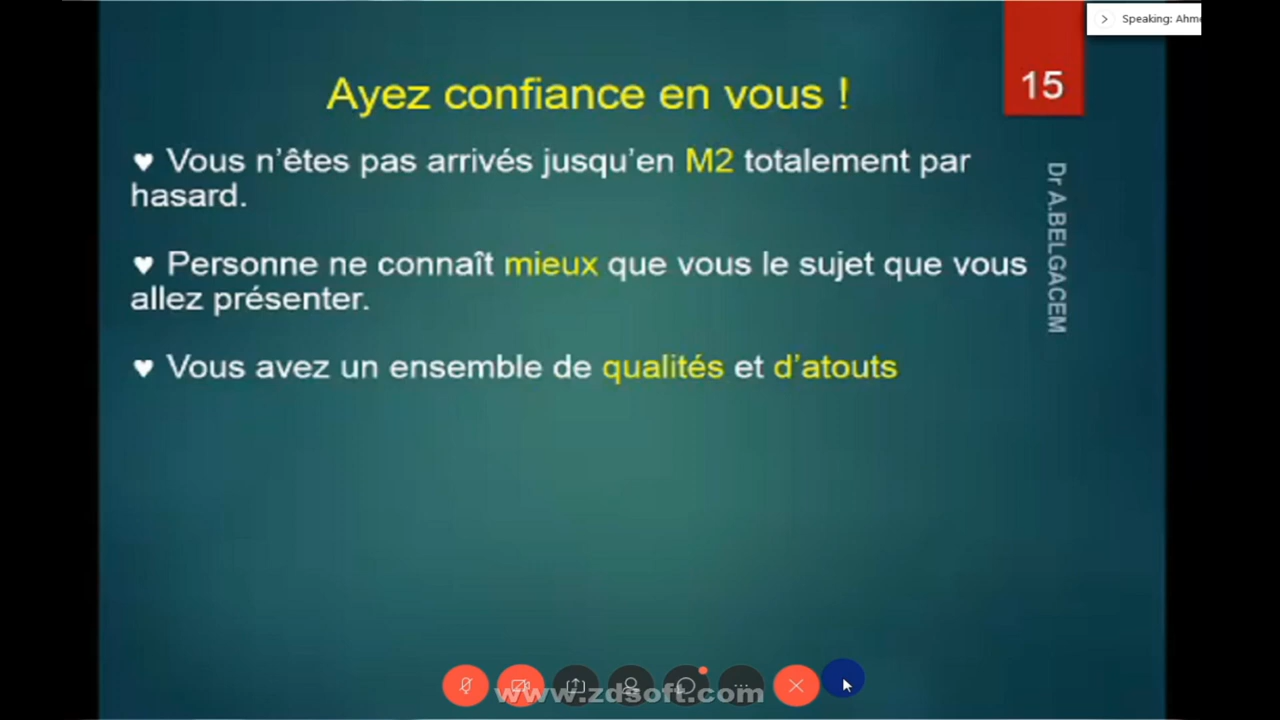 Speaking: Ahm
15
Ayez confiance en vous !
♥ Vous n’êtes pas arrivés jusqu’en M2 totalement par
hasard.
♥ Personne ne connaît mieux que vous le sujet que vous
allez présenter.
♥ Vous avez un ensemble de qualités et d’atouts
Dr A.BELGACEM
www.zdsoft.com